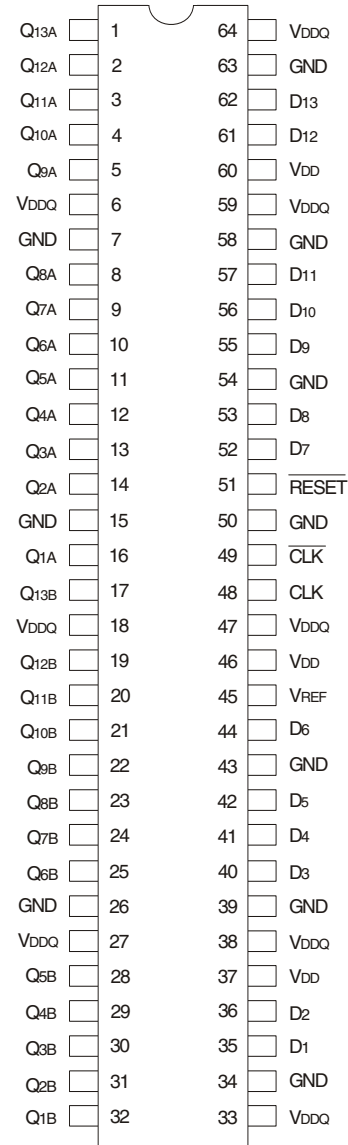 Q13A 1 64 VDDQ
Q12A 2 63 GND
Q11A 3 62 D13
Q10A 4 61 D12
Q9A 5 60 VDD
VDDQ 6 59 VDDQ
GND 7 58 GND
Q8A 8 57 D11
Q7A 9 56 D10
Q6A 10 55 D9
Q5A 11 54 GND
Q4A 12 53 D8
Q3A 13 52 D7
Q2A 14 51 RESET
GND 15 50 GND
Q1A 16 49 CLK
Q13B 17 48 CLK
VDDQ 18 47 VDDQ
Q12B 19 46 VDD
Q11B 20 45 VREF
Q10B 21 44 D6
Q9B 22 43 GND
Q8B 23 42 D5
Q7B 24 41 D4
Q6B 25 40 D3
GND 26 39 GND
VDDQ 27 38 VDDQ
Q5B 28 37 VDD
Q4B 29 36 D2
Q3B 30 35 D1
Q2B 31 34 GND
Q1B 32 33 VDDQ